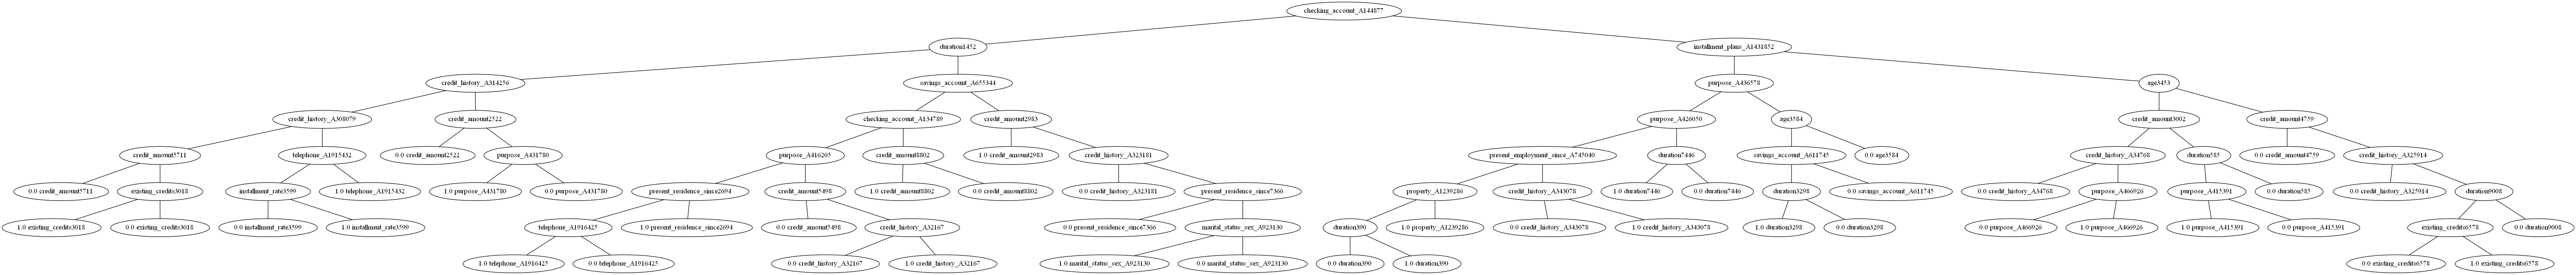 checking_account_A144877
duration1452
installment_plans_A1431852
credit_history_A314256
savings_account_A655344
purpose_A436578
age3453
credit_history_A308079
credit_amount2522
checking_account_A134789
credit_amount2983
purpose_A426050
age3584
credit_amount3002
credit_amount4759
credit_amount5711
telephone_A1915432
0.0 credit_amount2522
purpose_A431780
purpose_A416205
credit_amount8802
1.0 credit_amount2983
credit_history_A323181
present_employment_since_A745040
duration7446
savings_account_A611745
0.0 age3584
credit_history_A34768
duration585
0.0 credit_amount4759
credit_history_A325914
0.0 credit_amount5711
existing_credits3018
installment_rate3599
1.0 telephone_A1915432
1.0 purpose_A431780
0.0 purpose_A431780
present_residence_since2694
credit_amount5498
1.0 credit_amount8802
0.0 credit_amount8802
0.0 credit_history_A323181
present_residence_since7366
property_A1239286
credit_history_A343078
1.0 duration7446
0.0 duration7446
duration3298
0.0 savings_account_A611745
0.0 credit_history_A34768
purpose_A466926
purpose_A415391
0.0 duration585
0.0 credit_history_A325914
duration9008
1.0 existing_credits3018
0.0 existing_credits3018
0.0 installment_rate3599
1.0 installment_rate3599
telephone_A1916425
1.0 present_residence_since2694
0.0 credit_amount5498
credit_history_A32167
0.0 present_residence_since7366
marital_status_sex_A923130
duration390
1.0 property_A1239286
0.0 credit_history_A343078
1.0 credit_history_A343078
1.0 duration3298
0.0 duration3298
0.0 purpose_A466926
1.0 purpose_A466926
1.0 purpose_A415391
0.0 purpose_A415391
existing_credits6578
0.0 duration9008
1.0 telephone_A1916425
0.0 telephone_A1916425
0.0 credit_history_A32167
1.0 credit_history_A32167
1.0 marital_status_sex_A923130
0.0 marital_status_sex_A923130
0.0 duration390
1.0 duration390
0.0 existing_credits6578
1.0 existing_credits6578